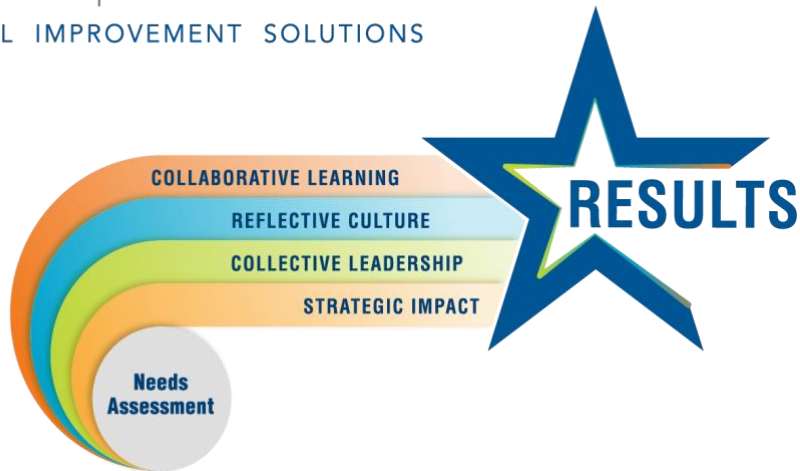 L IMPROVEMENT SOLUTIONS
COLLABORATIVE LEARNING
REFLECTIVE CULTURE
COLLECTIVE LEADERSHIP
STRATEGIC IMPACT
RESULTS
Needs
Assessment